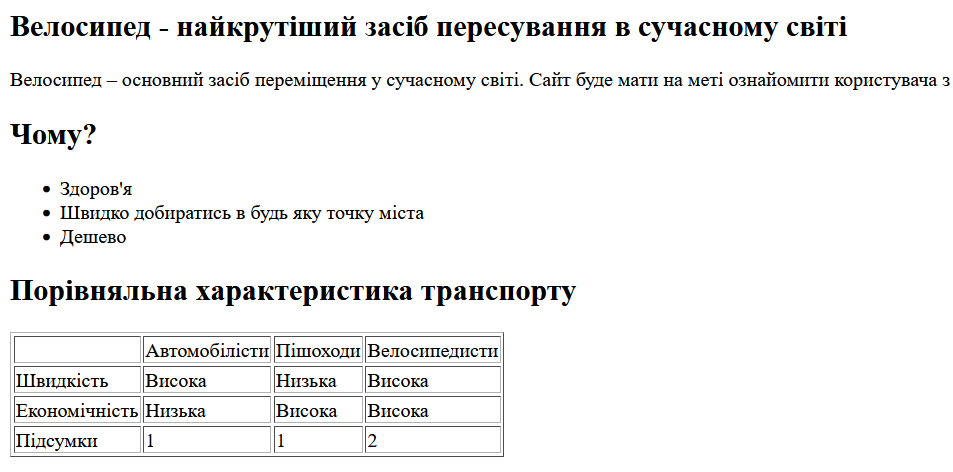 Велосипед - найкрутіший засіб пересування в сучасному світі
Велосипед – основний засіб переміщення у сучасному світі. Сайт буде мати на меті ознайомити користувача з
Чому?
Здоров'я
Швидко добиратись в будь яку точку міста
Дешево
Порівняльна характеристика транспорту
Автомобілісти Пішоходи Велосипедисти
Швидкість Висока Низька Висока
Економічність Низька Висока Висока
Підсумки 1 1 2